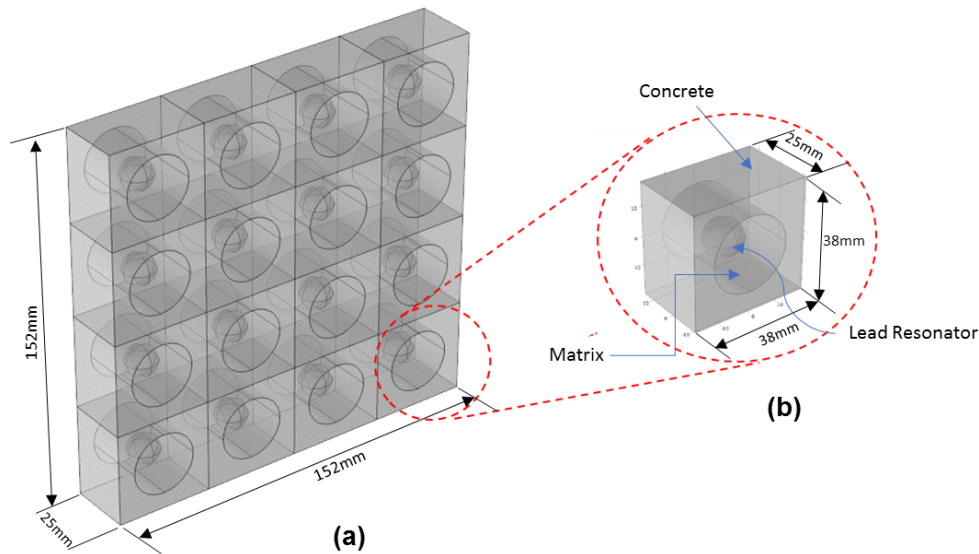 152mm
25mm
152mm
(a)
Concrete
25mm
38mm
38mm
Matrix
Lead Resonator
(b)